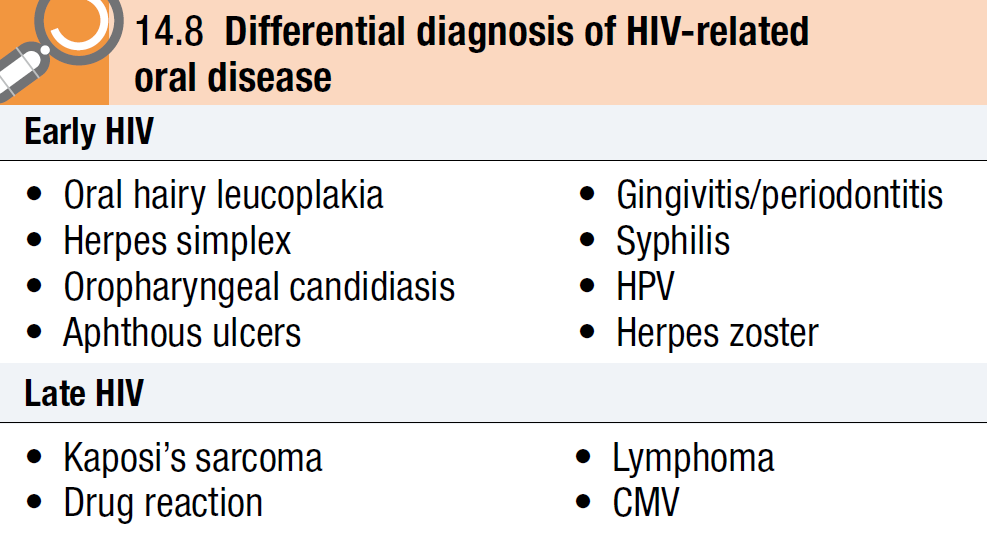 14.8 Differential diagnosis of HIV-related
oral disease
Early HIV
• Oral hairy leucoplakia
• Herpes simplex
• Oropharyngeal candidiasis
• Aphthous ulcers
• Gingivitis/periodontitis
• Syphilis
• HPV
• Herpes zoster
Late HIV
• Kaposi’s sarcoma
• Drug reaction
• Lymphoma
• CMV